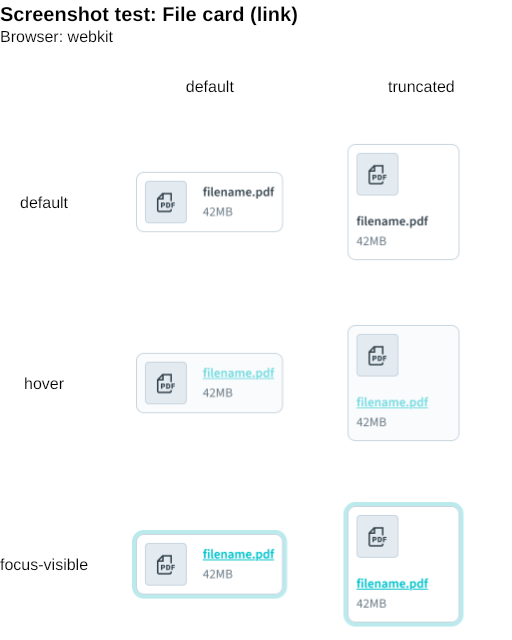 Screenshot test: File card (link)
Browser: webkit
default truncated
default
PDF
filename.pdf
42MB
PDF
filename.pdf
42MB
hover
PDF
filename.pdf
42MB
PDF
filename.pdf
42MB
focus-visible
PDF
filename.pdf
42MB
PDF
filename.pdf
42MB